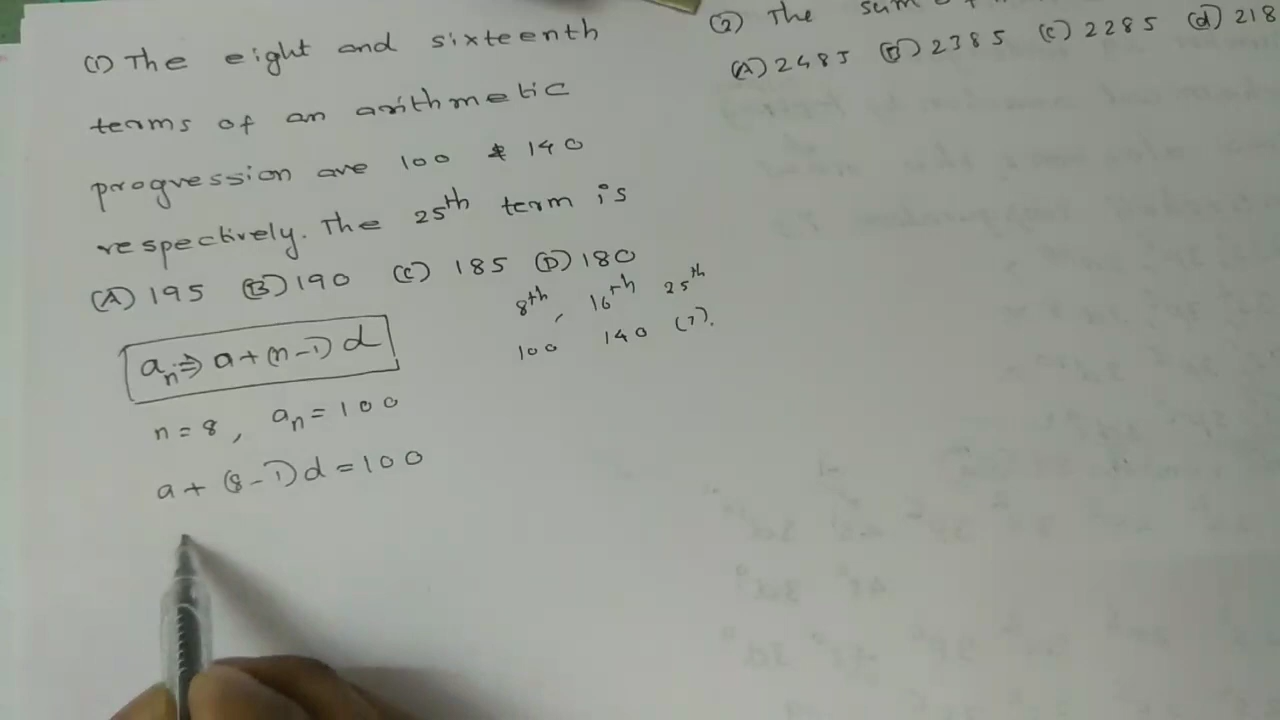 (1) The eight and sixteenth
terms of an arithmetic
progression are 100 & 140
respectively. The 25th term is
(A) 195 (B) 190 (C) 185 (D) 180
8th, 16th 25th
100 140 (?).
an ⇒ a+(n-1)d
n = 8, an = 100
a + (8-1)d = 100
(2) The sum of
(A) 2485 (B) 2385 (C) 2285 (d) 218